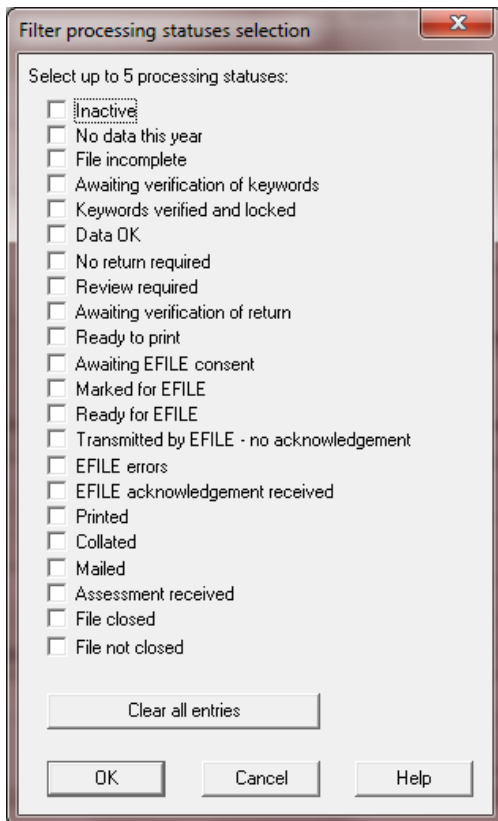 Filter processing statuses selection
Select up to 5 processing statuses:
Inactive
No data this year
File incomplete
Awaiting verification of keywords
Keywords verified and locked
Data OK
No return required
Review required
Awaiting verification of return
Ready to print
Awaiting EFILE consent
Marked for EFILE
Ready for EFILE
Transmitted by EFILE - no acknowledgement
EFILE errors
EFILE acknowledgement received
Printed
Collated
Mailed
Assessment received
File closed
File not closed
Clear all entries
OK Cancel Help